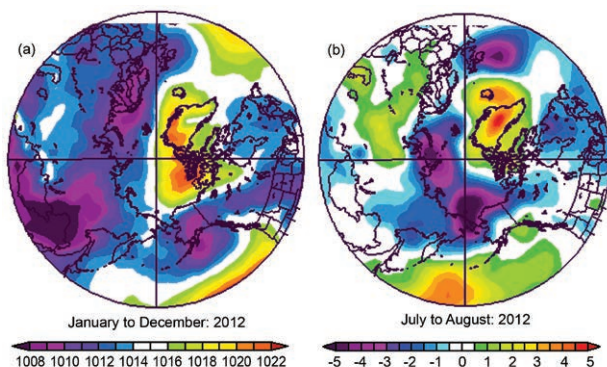 (a)
(b)
January to December: 2012
July to August: 2012
1008 1010 1012 1014 1016 1018 1020 1022
-5 -4 -3 -2 -1 0 1 2 3 4 5